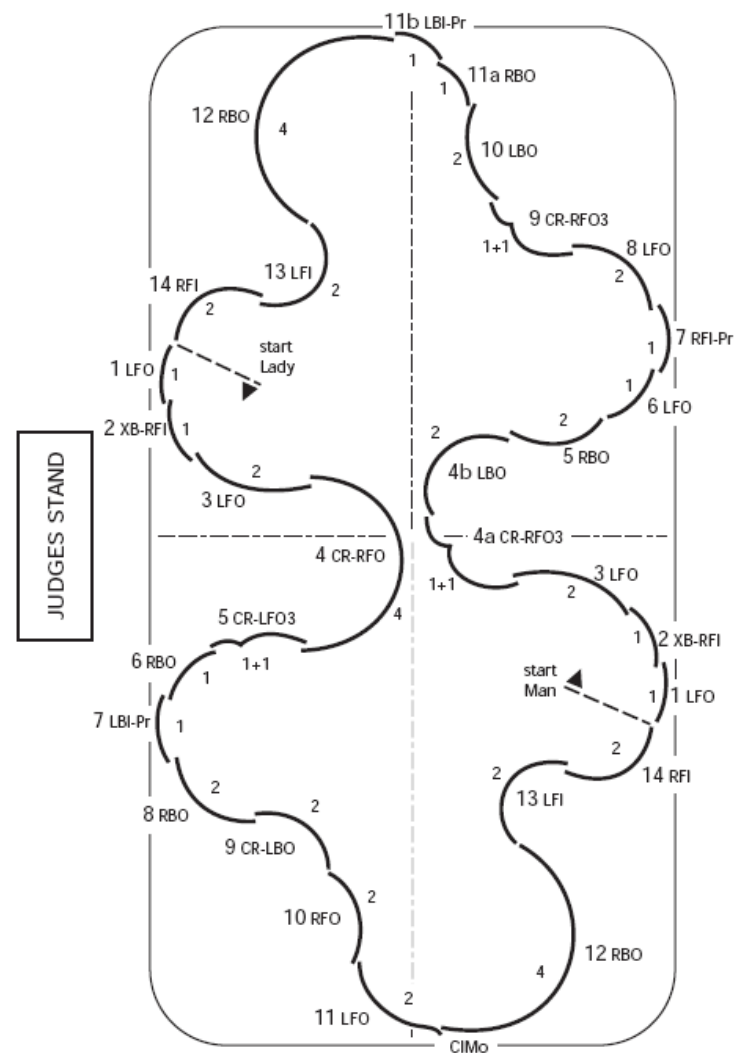 11b LBI-Pr
1
11a RBO
1
12 RBO
4
10 LBO
2
9 CR-RFO3
1+1
8 LFO
2
13 LFI
2
14 RFI
2
7 RFI-Pr
1
start
Lady
1 LFO
1
1
6 LFO
2 XB-RFI
1
2
2
5 RBO
4b LBO
2
3 LFO
JUDGES STAND
4a CR-RFO3
4 CR-RFO
1+1
3 LFO
2
4
5 CR-LFO3
1+1
2 XB-RFI
1
6 RBO
1
start
Man
1
1 LFO
7 LBI-Pr
1
2
14 RFI
2
13 LFI
8 RBO
2
2
9 CR-LBO
2
10 RFO
12 RBO
4
2
11 LFO
ClMo